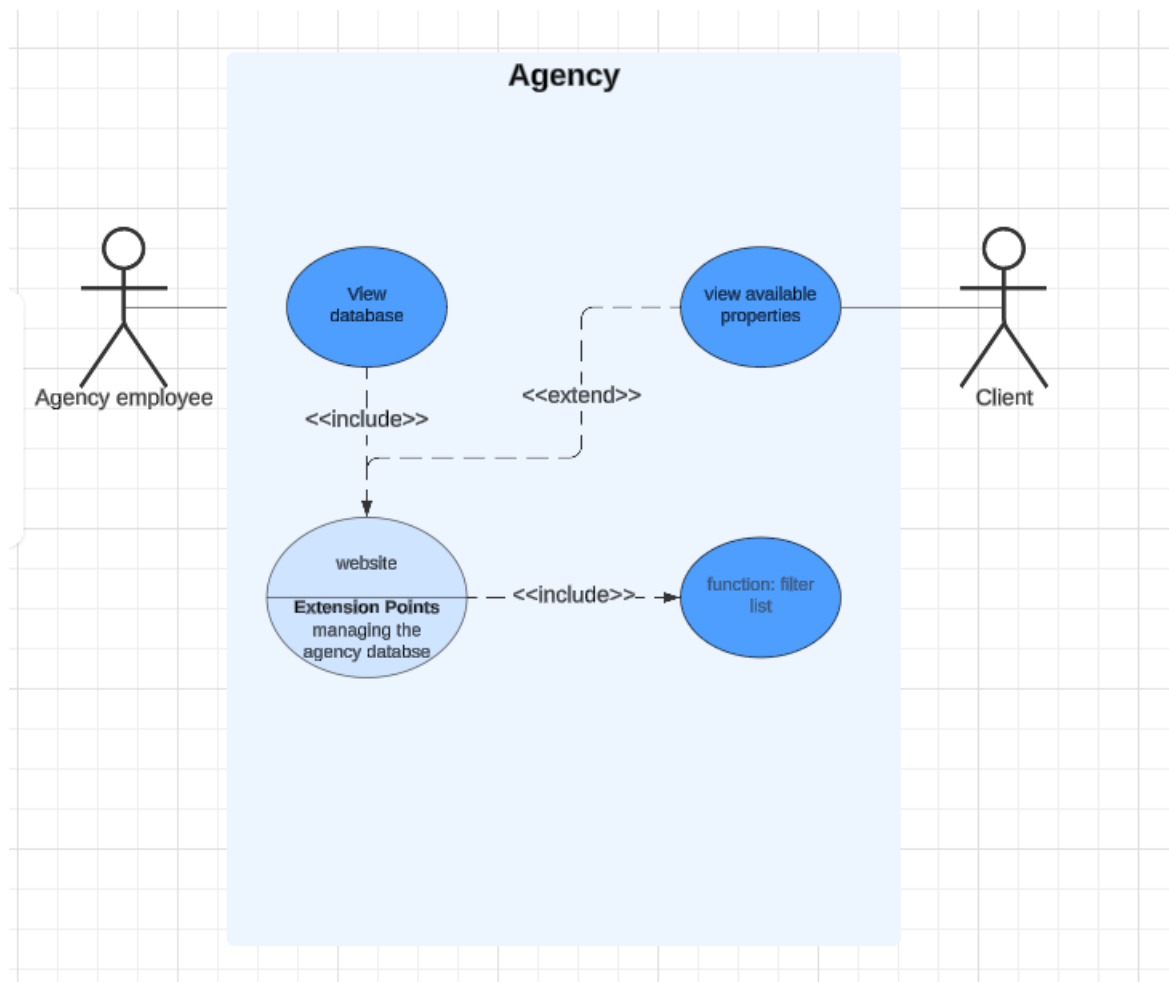 Agency
View
database
view available
properties
<<extend>>
Agency employee
<<include>>
Client
website
Extension Points
managing the
agency databse
<<include>>
function: filter
list